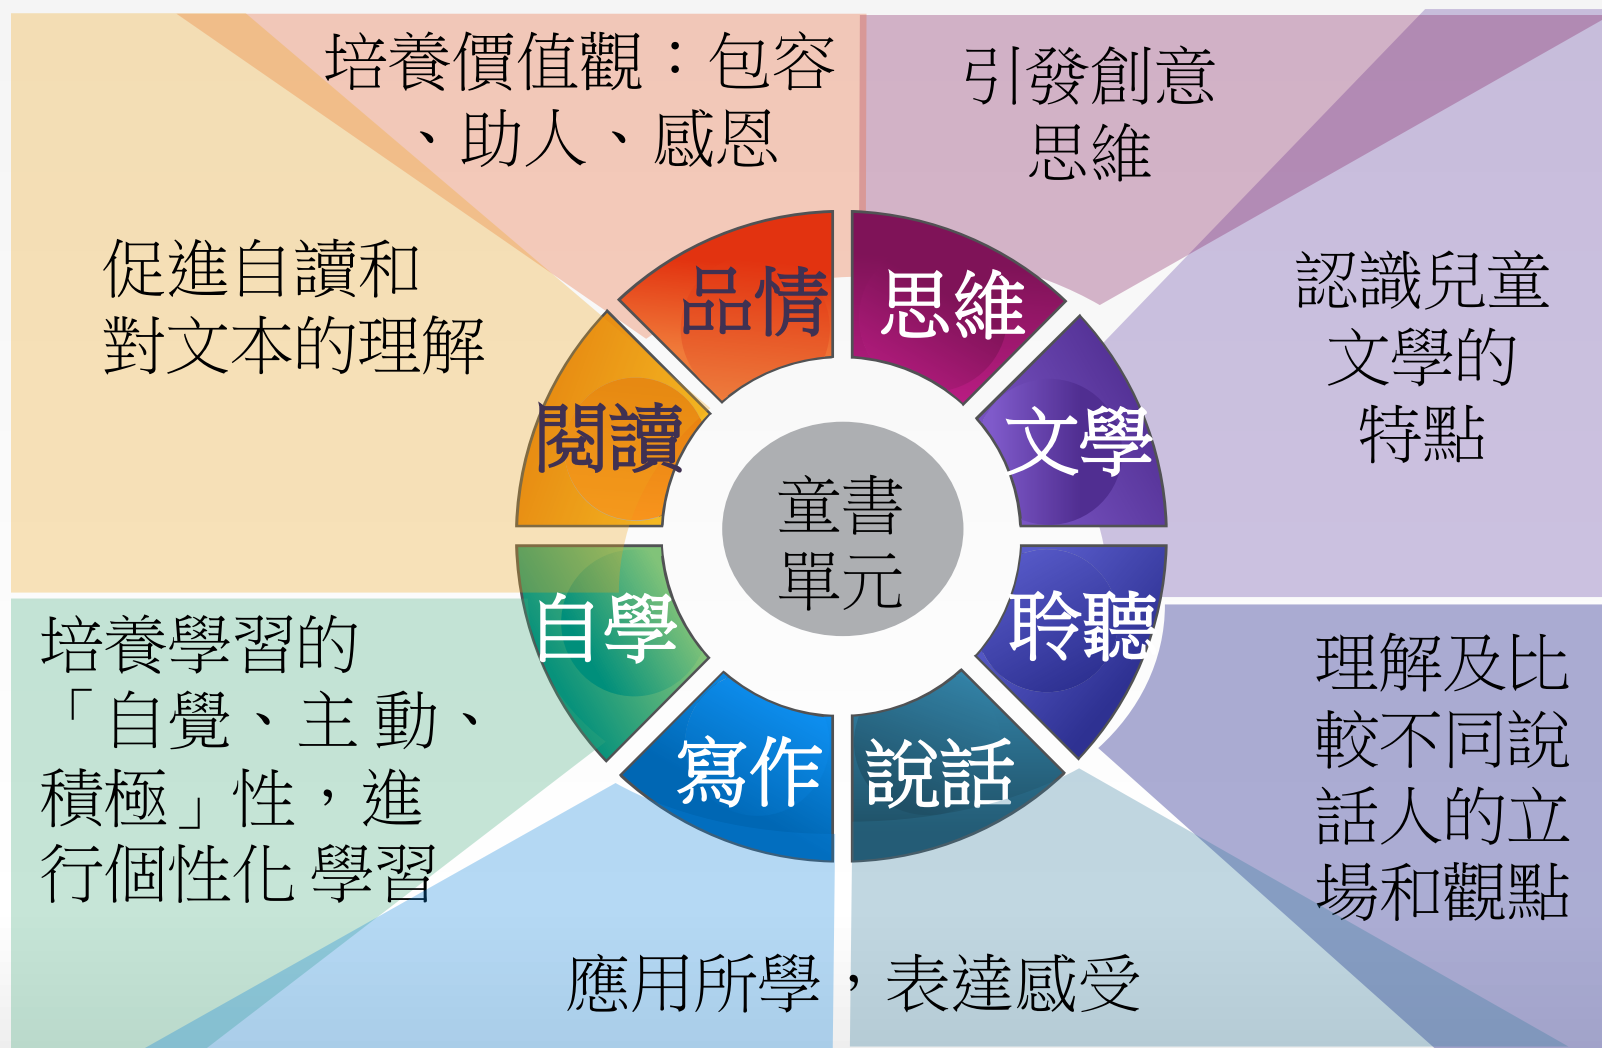 培養價值觀：包容
、助人、感恩
引發創意
思維
促進自讀和
對文本的理解
認識兒童
文學的
特點
品情
思維
閱讀
文學
童書
單元
自學
聆聽
寫作
說話
培養學習的
「自覺、主 動、
積極」性，進
行個性化 學習
理解及比
較不同說
話人的立
場和觀點
應用所學，表達感受